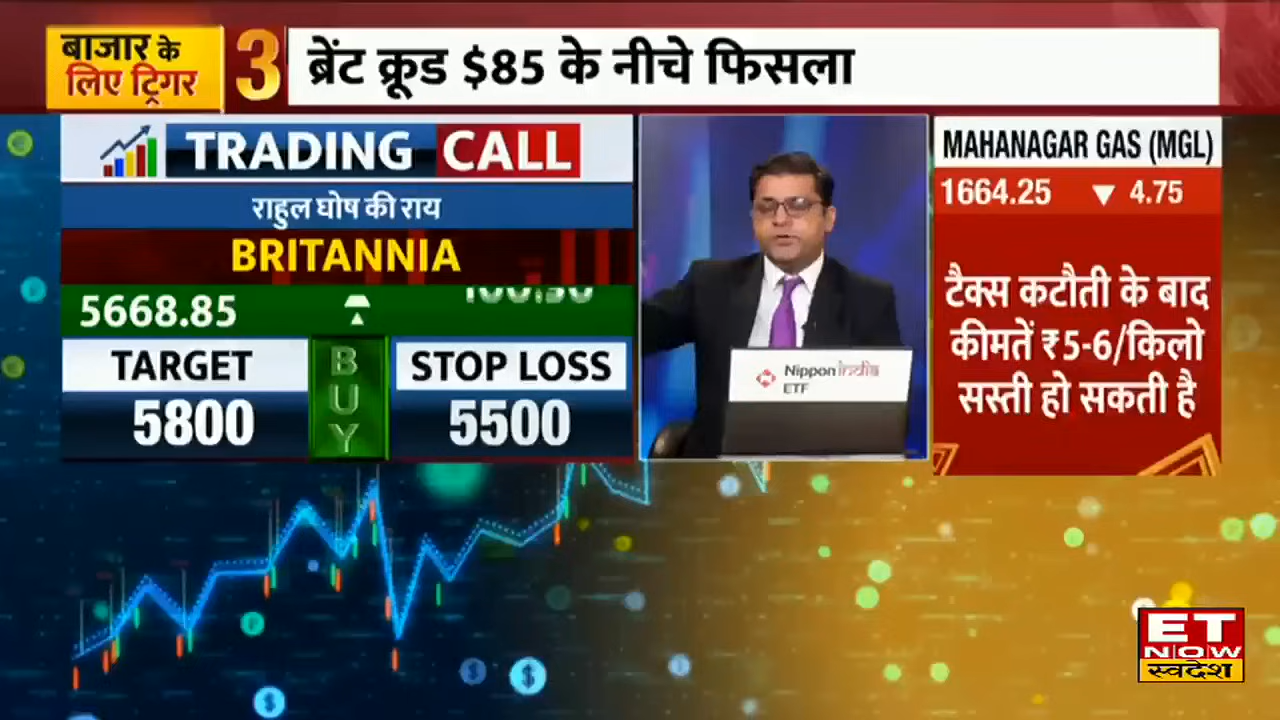 बाजार के
लिए ट्रिगर
3
ब्रेंट क्रूड $85 के नीचे फिसला
TRADING CALL
राहुल घोष की राय
BRITANNIA
5668.85
TARGET
5800
BUY
STOP LOSS
5500
Nippon india
ETF
MAHANAGAR GAS (MGL)
1664.25 ▼ 4.75
टैक्स कटौती के बाद
कीमतें ₹5-6/किलो
सस्ती हो सकती है
ET
NOW
स्वदेश